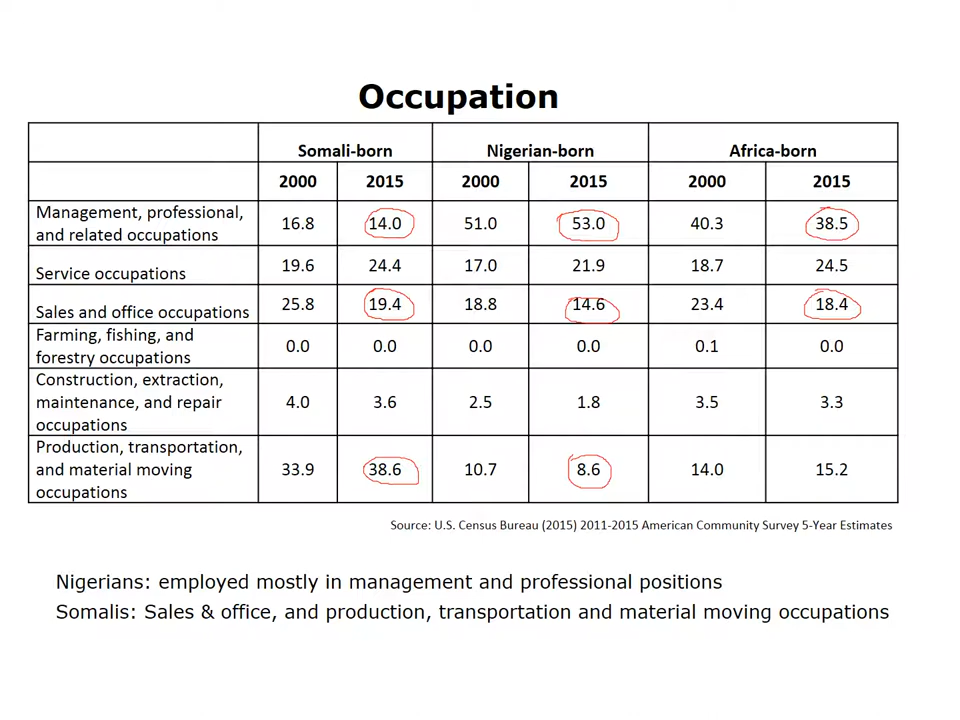 Occupation
Somali-born Nigerian-born Africa-born
2000 2015 2000 2015 2000 2015
Management, professional,
and related occupations 16.8 14.0 51.0 53.0 40.3 38.5
Service occupations 19.6 24.4 17.0 21.9 18.7 24.5
Sales and office occupations 25.8 19.4 18.8 14.6 23.4 18.4
Farming, fishing, and
forestry occupations 0.0 0.0 0.0 0.0 0.1 0.0
Construction, extraction,
maintenance, and repair 4.0 3.6 2.5 1.8 3.5 3.3
occupations
Production, transportation,
and material moving 33.9 38.6 10.7 8.6 14.0 15.2
occupations
Source: U.S. Census Bureau (2015) 2011-2015 American Community Survey 5-Year Estimates
Nigerians: employed mostly in management and professional positions
Somalis: Sales & office, and production, transportation and material moving occupations